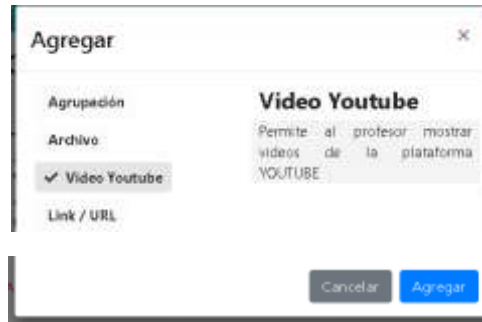 Agregar ×
Agrupación
Archivo
✓ Video Youtube
Link / URL
Video Youtube
Permite al profesor mostrar
videos de la plataforma
YOUTUBE
Cancelar Agregar